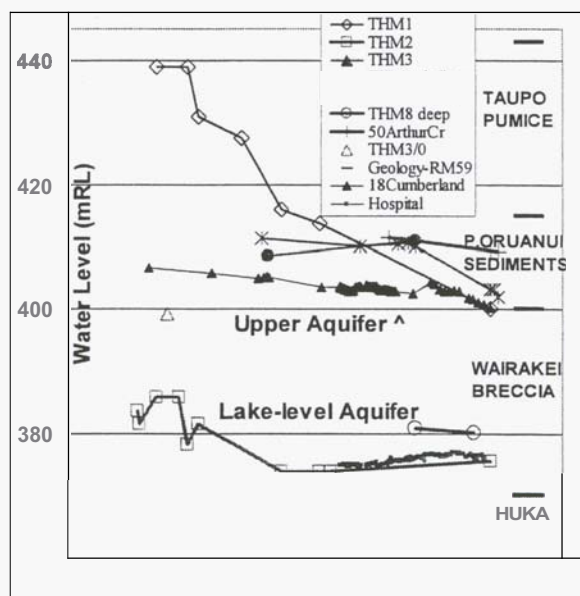 THM1
THM2
THM3
THM8 deep
50ArthurCr
THM3/0
Geology-RM59
18Cumberland
Hospital
440
420
400
380
Water Level (mRL)
TAUPO
PUMICE
P.ORUANUI
SEDIMENTS
Upper Aquifer ^
WAIRAKEI
BRECCIA
Lake-level Aquifer
HUKA